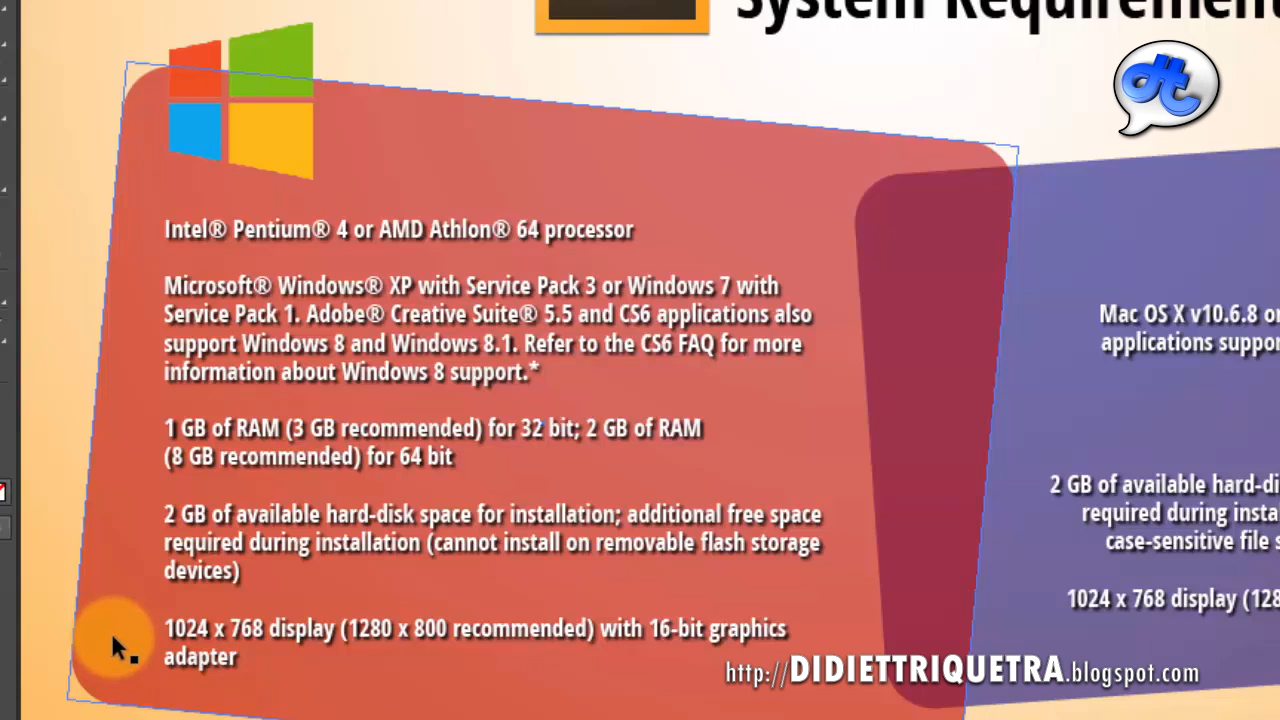 System Requirement
dt
Intel® Pentium® 4 or AMD Athlon® 64 processor
Microsoft® Windows® XP with Service Pack 3 or Windows 7 with
Service Pack 1. Adobe® Creative Suite® 5.5 and CS6 applications also
support Windows 8 and Windows 8.1. Refer to the CS6 FAQ for more
information about Windows 8 support.*
1 GB of RAM (3 GB recommended) for 32 bit; 2 GB of RAM
(8 GB recommended) for 64 bit
2 GB of available hard-disk space for installation; additional free space
required during installation (cannot install on removable flash storage
devices)
1024 x 768 display (1280 x 800 recommended) with 16-bit graphics
adapter
Mac OS X v10.6.8 or
applications suppor
2 GB of available hard-di
required during instal
case-sensitive file s
1024 x 768 display (128
http://DIDIETTRIQUETRA.blogspot.com